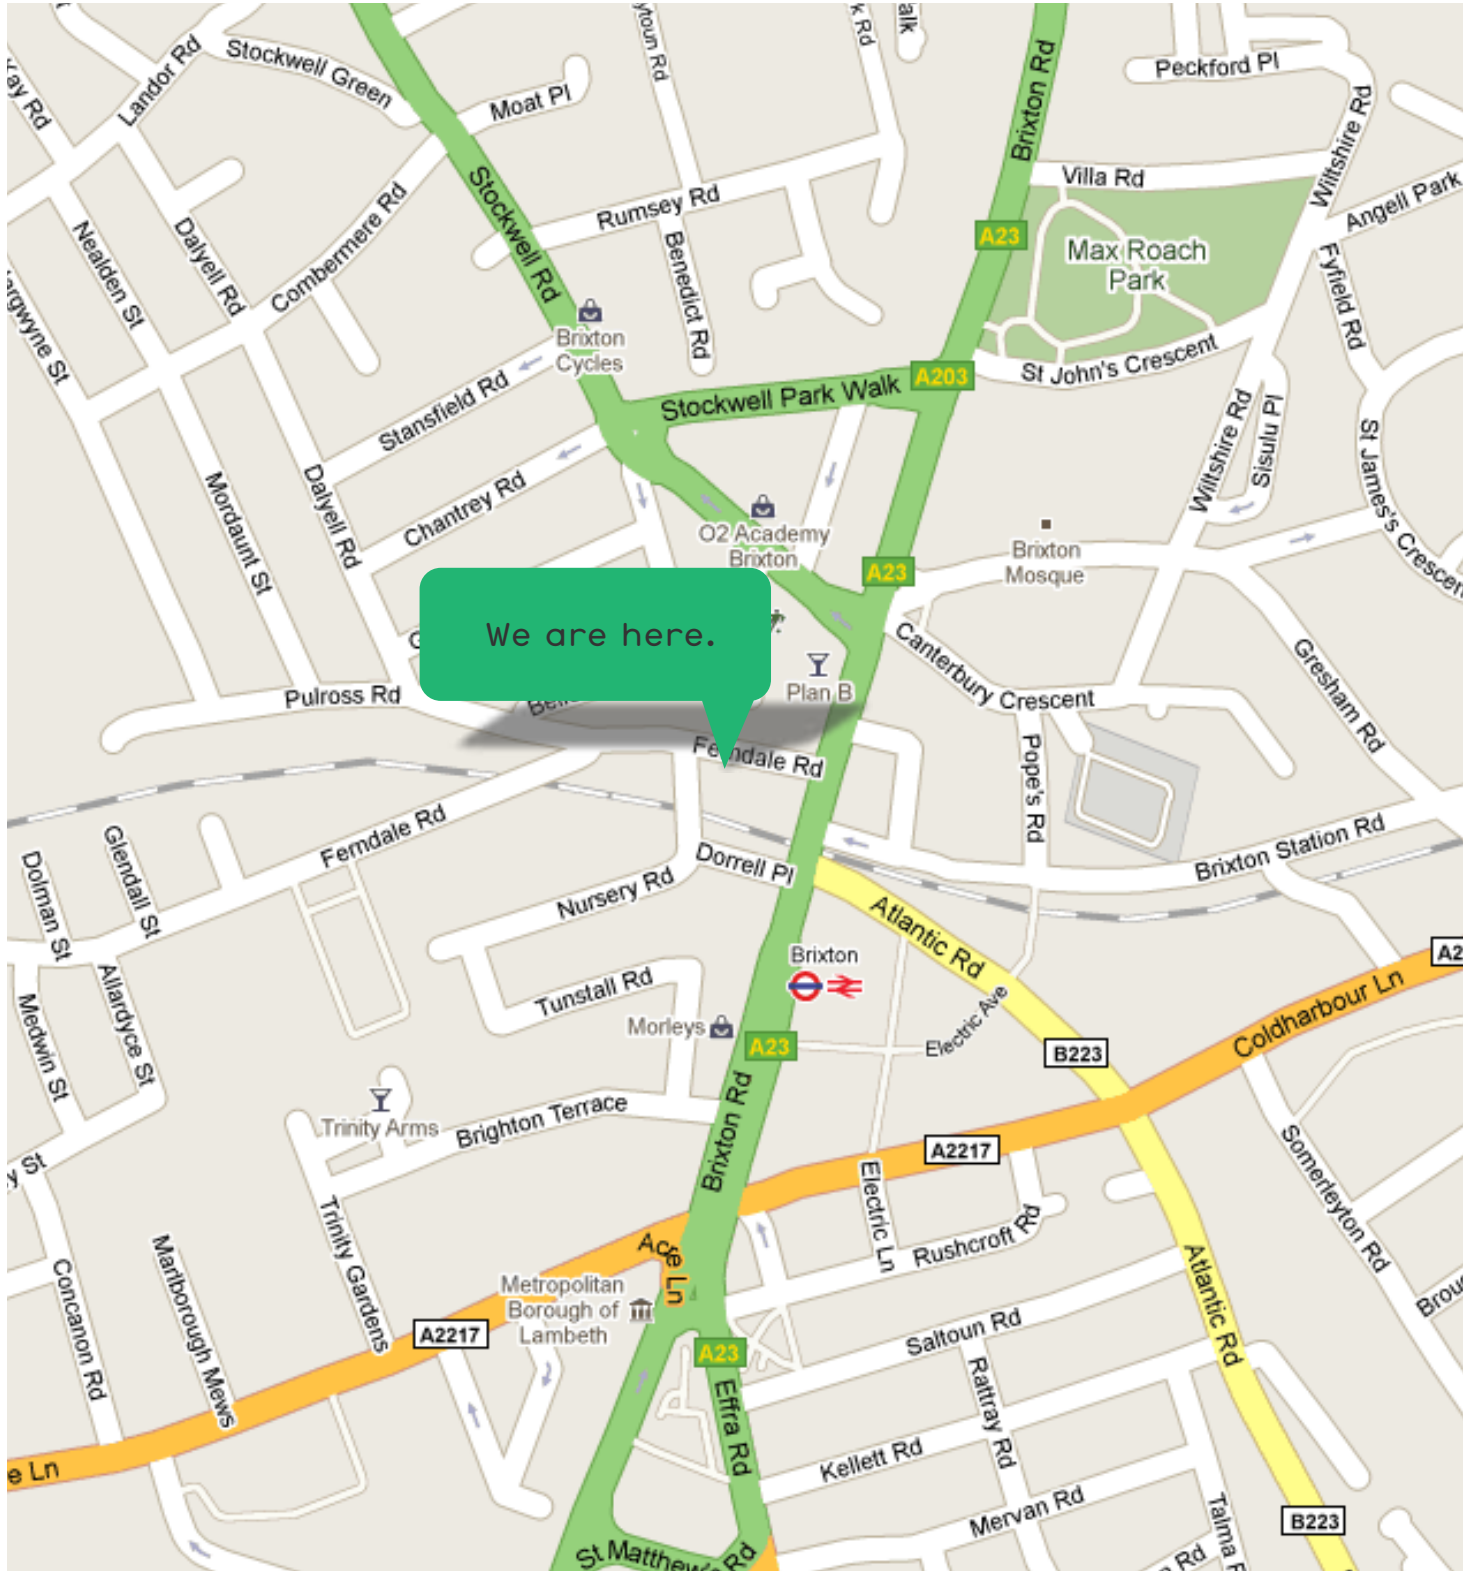 Stockwell Green
Landor Rd
Kay Rd
Moat Pl
Brixton Rd
Peckford Pl
Wiltshire Rd
Villa Rd
Angell Park
Stockwell Rd
Rumsey Rd
Nealden St
Dalyell Rd
Combermere Rd
Benedict Rd
A23
Max Roach
Park
Fyfield Rd
Brixton
Cycles
St John's Crescent
A203
Stockwell Park Walk
Stansfield Rd
Wiltshire Rd
Sisulu Pl
St James's Crescent
Mordaunt St
Dalyell Rd
Chantrey Rd
O2 Academy
Brixton
Brixton
Mosque
A23
We are here.
Canterbury Crescent
Gresham Rd
Plan B
Pulross Rd
Ferndale Rd
Pope's Rd
Ferndale Rd
Glendall St
Dolman St
Dorrell Pl
Brixton Station Rd
Nursery Rd
Atlantic Rd
Brixton
Allardyce St
Medwin St
Tunstall Rd
Morleys
A23
Electric Ave
B223
Coldharbour Ln
Trinity Arms
Brighton Terrace
Brixton Rd
A2217
Electric Ln
Somerleyton Rd
Trinity Gardens
Rushcroft Rd
Acre Ln
Concanon Rd
Marlborough Mews
Metropolitan
Borough of
Lambeth
A2217
Saltoun Rd
Atlantic Rd
A23
Effra Rd
Rattray Rd
Kellett Rd
e Ln
Mervan Rd
B223
St Matthew's Rd